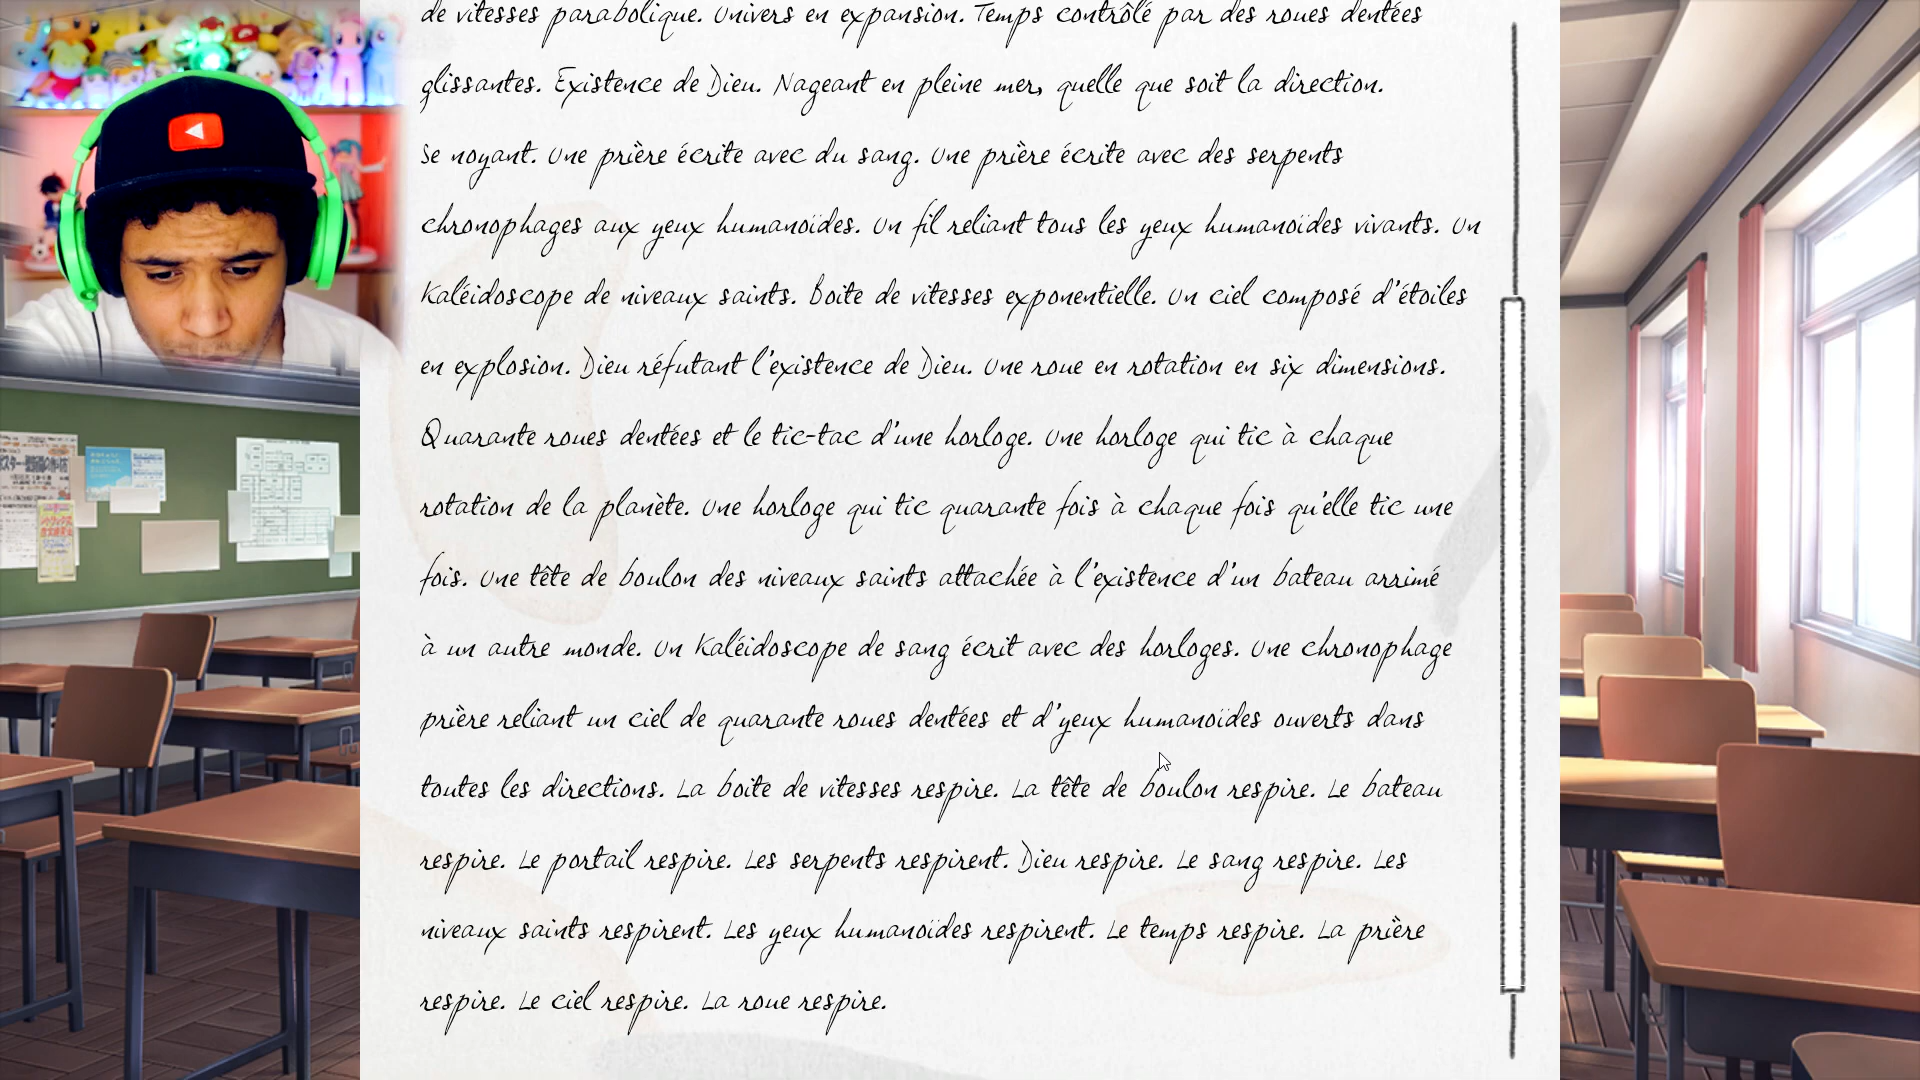 de vitesses parabolique. Univers en expansion. Temps contrôlé par des roues dentées
glissantes. Existence de Dieu. Nageant en pleine mer, quelle que soit la direction.
Se noyant. Une prière écrite avec du sang. Une prière écrite avec des serpents
chronophages aux yeux humanoïdes. Un fil reliant tous les yeux humanoïdes vivants. Un
Kaléidoscope de niveaux saints. Boite de vitesses exponentielle. Un ciel composé d'étoiles
en explosion. Dieu réfutant l'existence de Dieu. Une roue en rotation en six dimensions.
Quarante roues dentées et le tic-tac d'une horloge. Une horloge qui tic à chaque
rotation de la planète. Une horloge qui tic quarante fois à chaque fois qu'elle tic une
fois. Une tête de boulon des niveaux saints attachée à l'existence d'un bateau arrimé
à un autre monde. Un Kaléidoscope de sang écrit avec des horloges. Une chronophage
prière reliant un ciel de quarante roues dentées et d'yeux humanoïdes ouverts dans
toutes les directions. La boite de vitesses respire. La tête de boulon respire. Le bateau
respire. Le portail respire. Les serpents respirent. Dieu respire. Le sang respire. Les
niveaux saints respirent. Les yeux humanoïdes respirent. Le temps respire. La prière
respire. Le ciel respire. La roue respire.